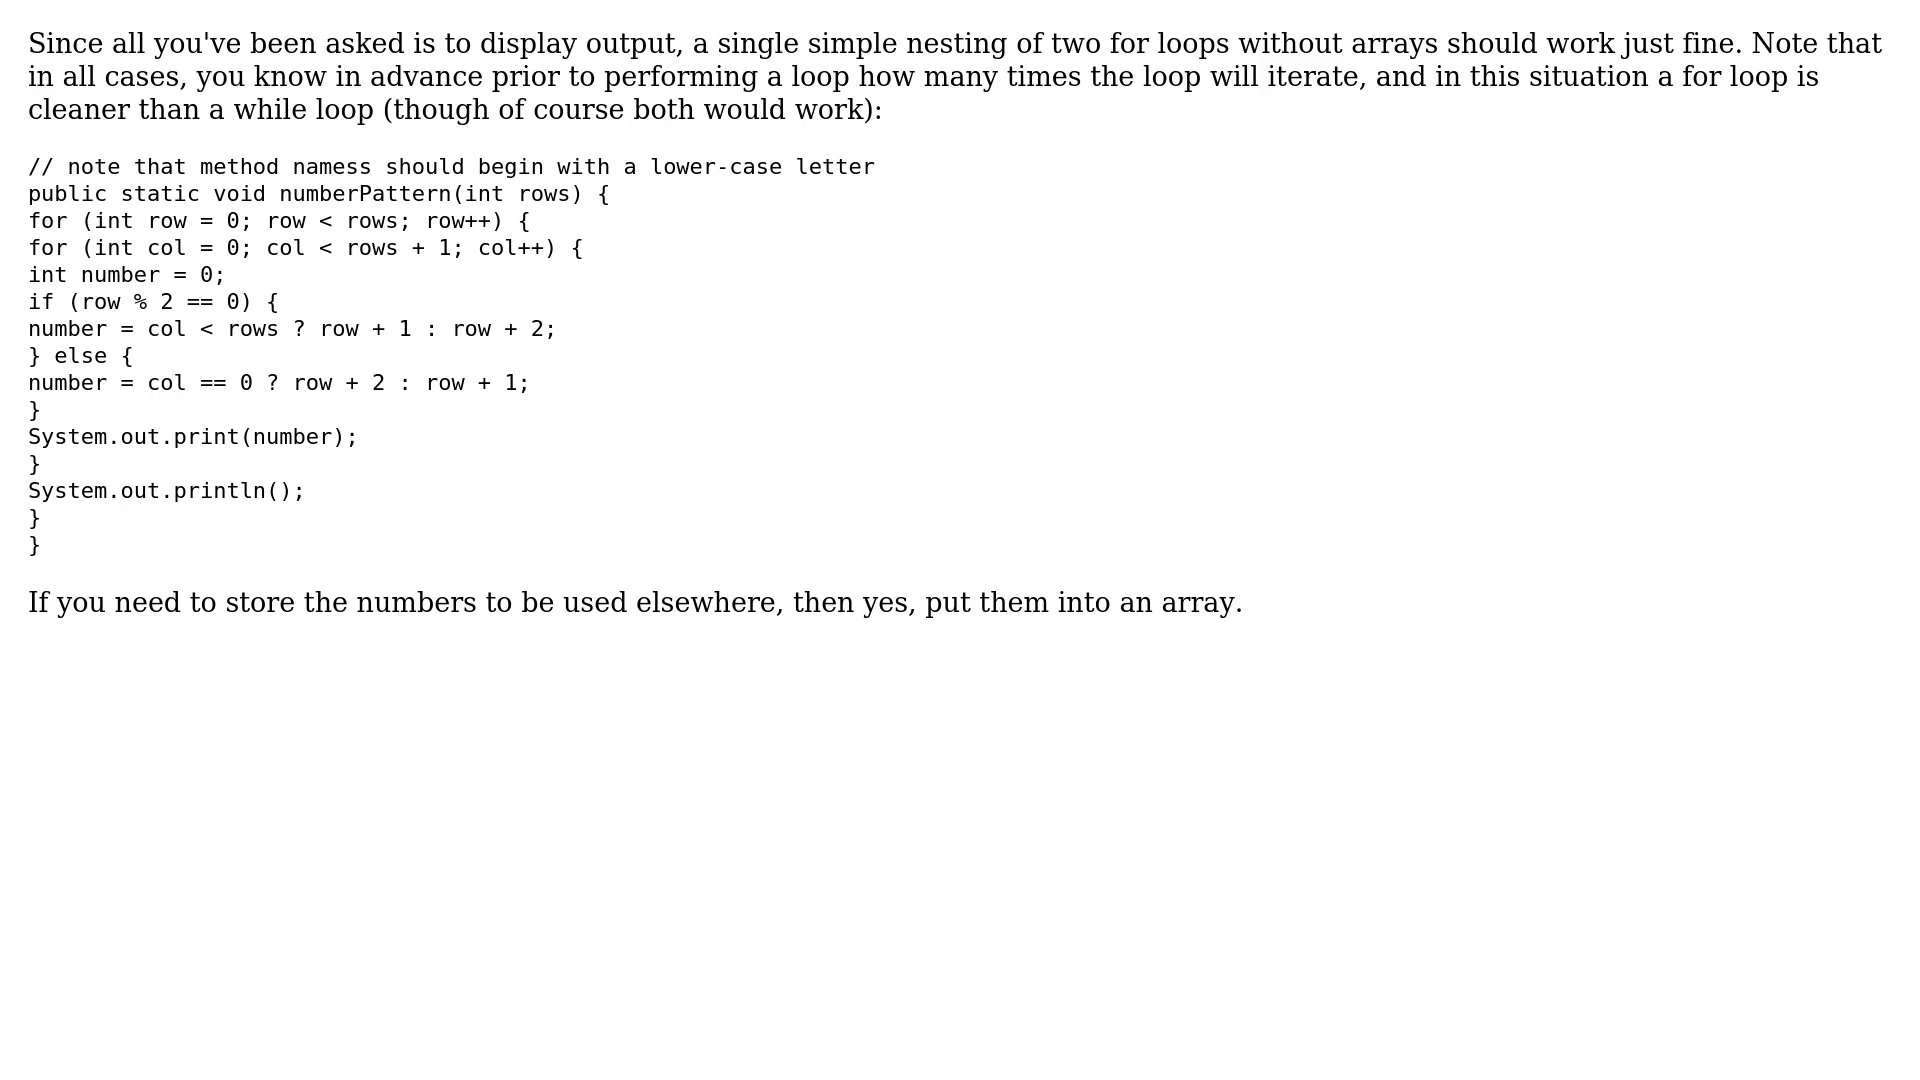 Since all you've been asked is to display output, a single simple nesting of two for loops without arrays should work just fine. Note that
in all cases, you know in advance prior to performing a loop how many times the loop will iterate, and in this situation a for loop is
cleaner than a while loop (though of course both would work):
// note that method namess should begin with a lower-case letter
public static void numberPattern(int rows) {
for (int row = 0; row < rows; row++) {
for (int col = 0; col < rows + 1; col++) {
int number = 0;
if (row % 2 == 0) {
number = col < rows ? row + 1 : row + 2;
} else {
number = col == 0 ? row + 2 : row + 1;
}
System.out.print(number);
}
System.out.println();
}
}
If you need to store the numbers to be used elsewhere, then yes, put them into an array.